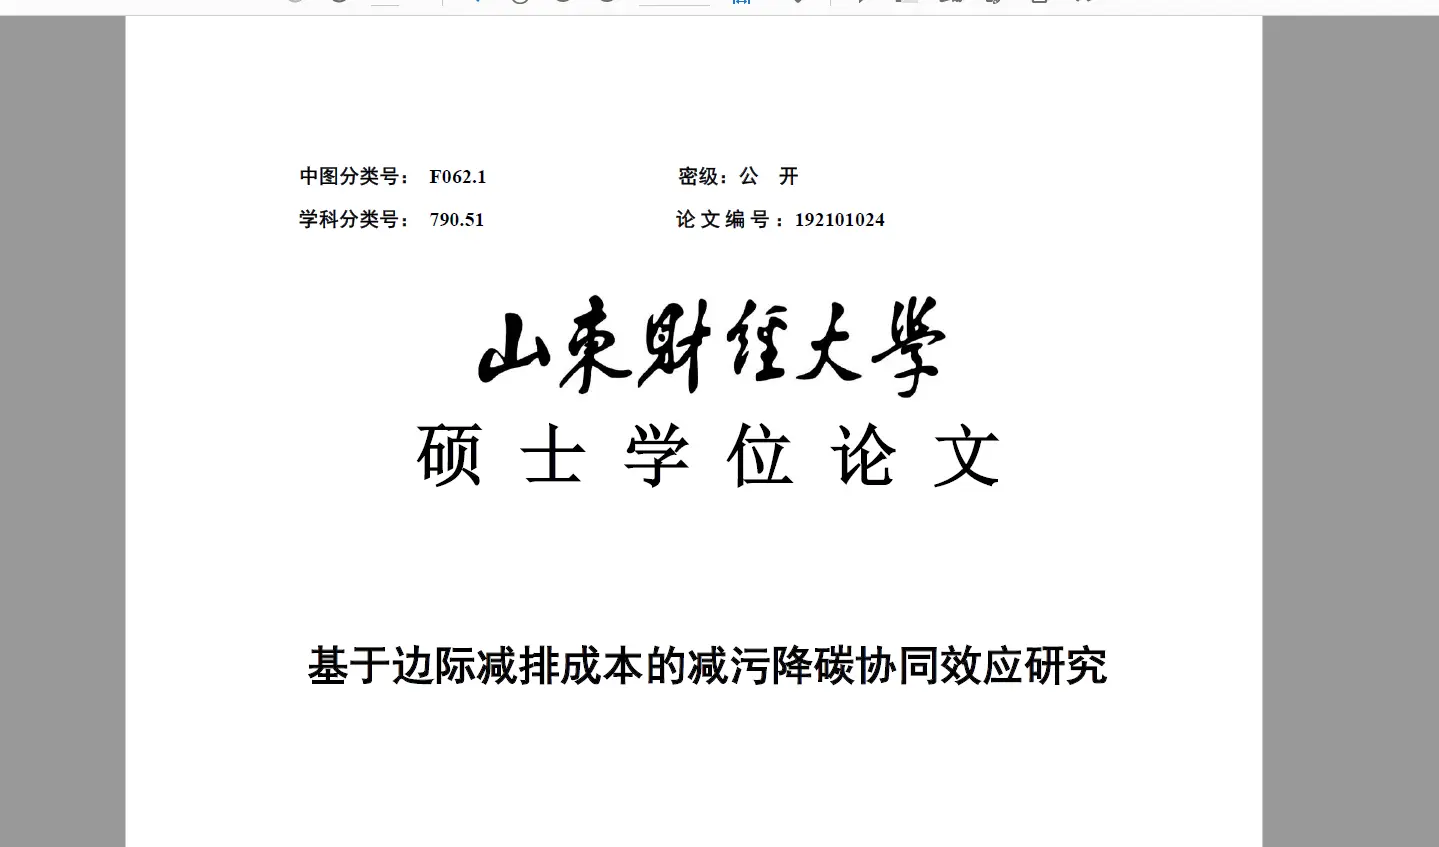 中图分类号： F062.1 密级：公 开
学科分类号： 790.51 论 文 编 号 ：192101024
山東财經大學
硕 士 学 位 论 文
基于边际减排成本的减污降碳协同效应研究